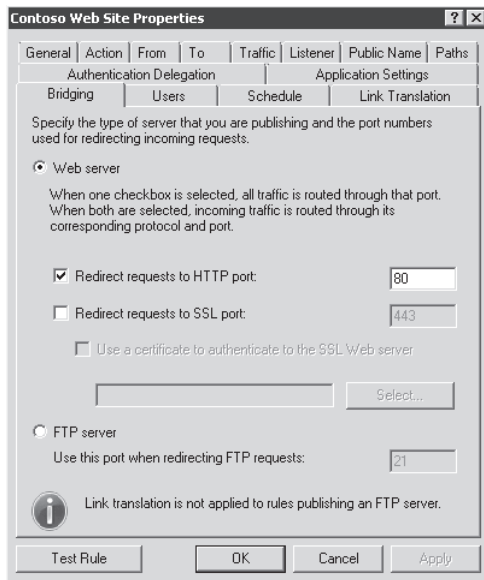 Contoso Web Site Properties
General Action From To Traffic Listener Public Name Paths
Authentication Delegation Application Settings
Bridging Users Schedule Link Translation
Specify the type of server that you are publishing and the port numbers
used for redirecting incoming requests.
Web server
When one checkbox is selected, all traffic is routed through that port.
When both are selected, incoming traffic is routed through its
corresponding protocol and port.
Redirect requests to HTTP port: 80
Redirect requests to SSL port: 443
Use a certificate to authenticate to the SSL Web server
Select...
FTP server
Use this port when redirecting FTP requests: 21
Link translation is not applied to rules publishing an FTP server.
Test Rule OK Cancel Apply